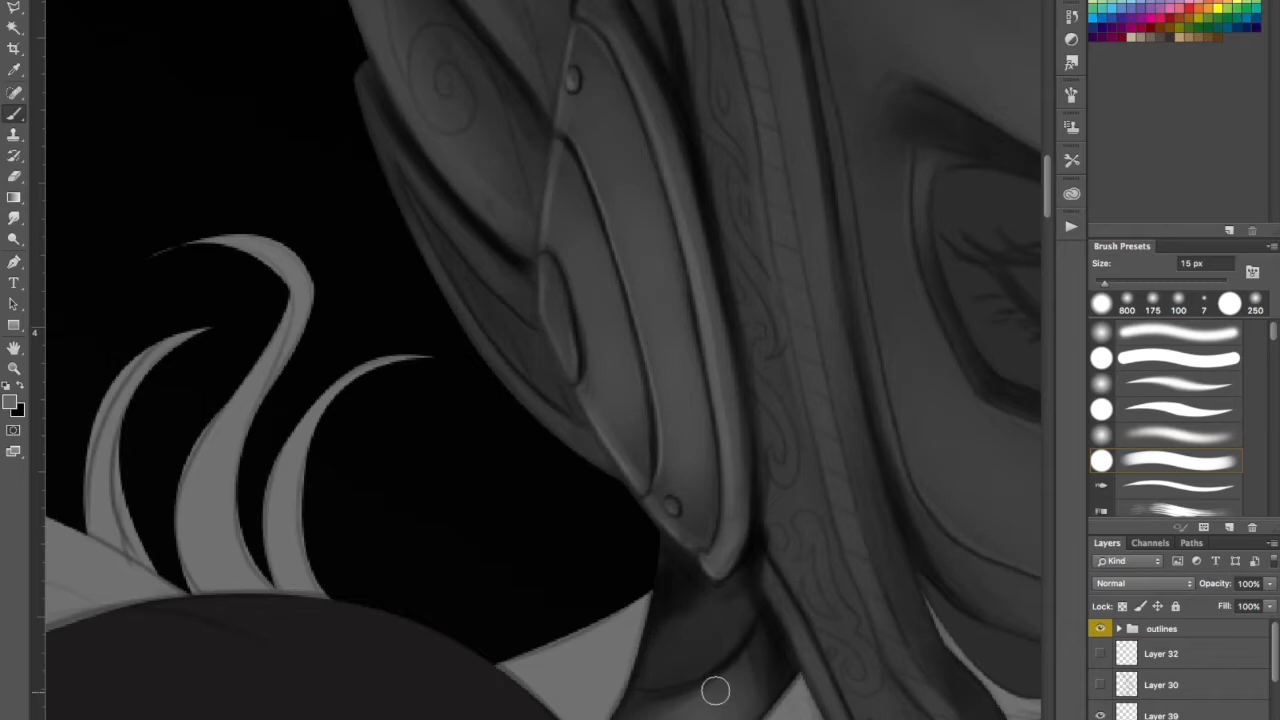 4
Brush Presets
Size: 15 px
800 175 100 7 250
Layers Channels Paths
Kind
Normal Opacity: 100%
Lock: Fill: 100%
outlines
Layer 32
Layer 30
Layer 39